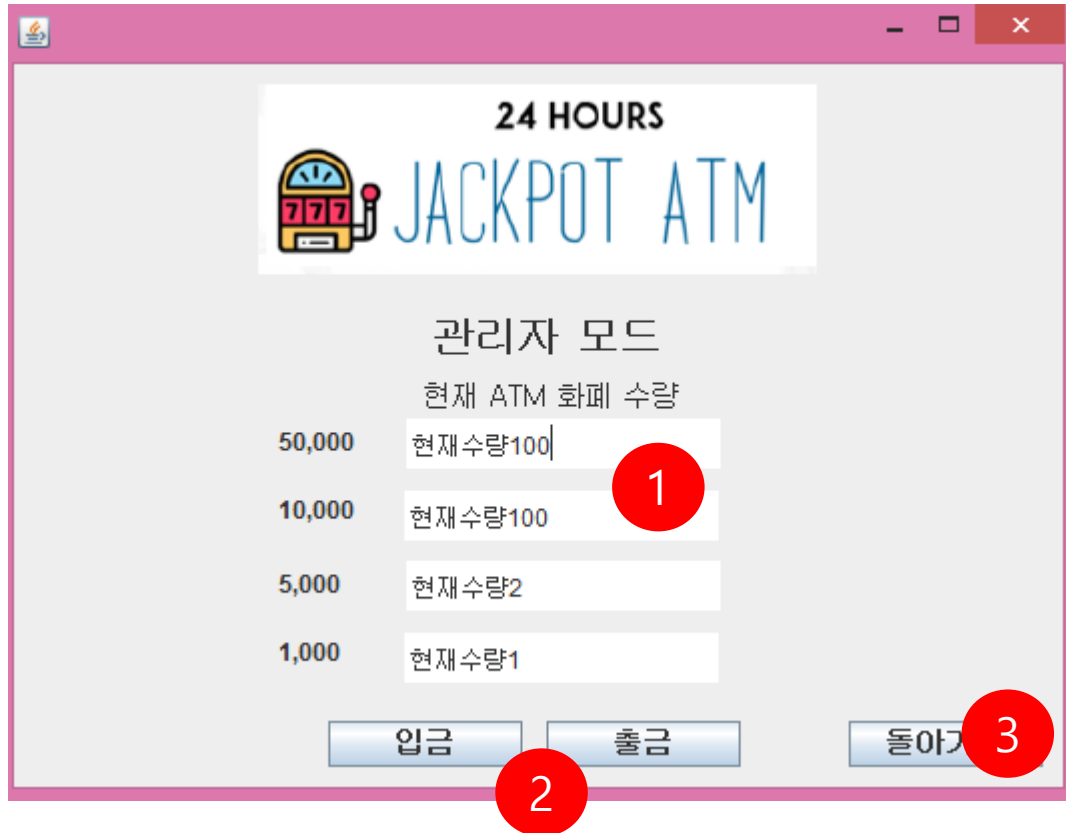 24 HOURS
777 JACKPOT ATM
관리자 모드
현재 ATM 화폐 수량
50,000 현재수량100
1
10,000 현재수량100
5,000 현재수량2
1,000 현재수량1
입금 출금
3
2